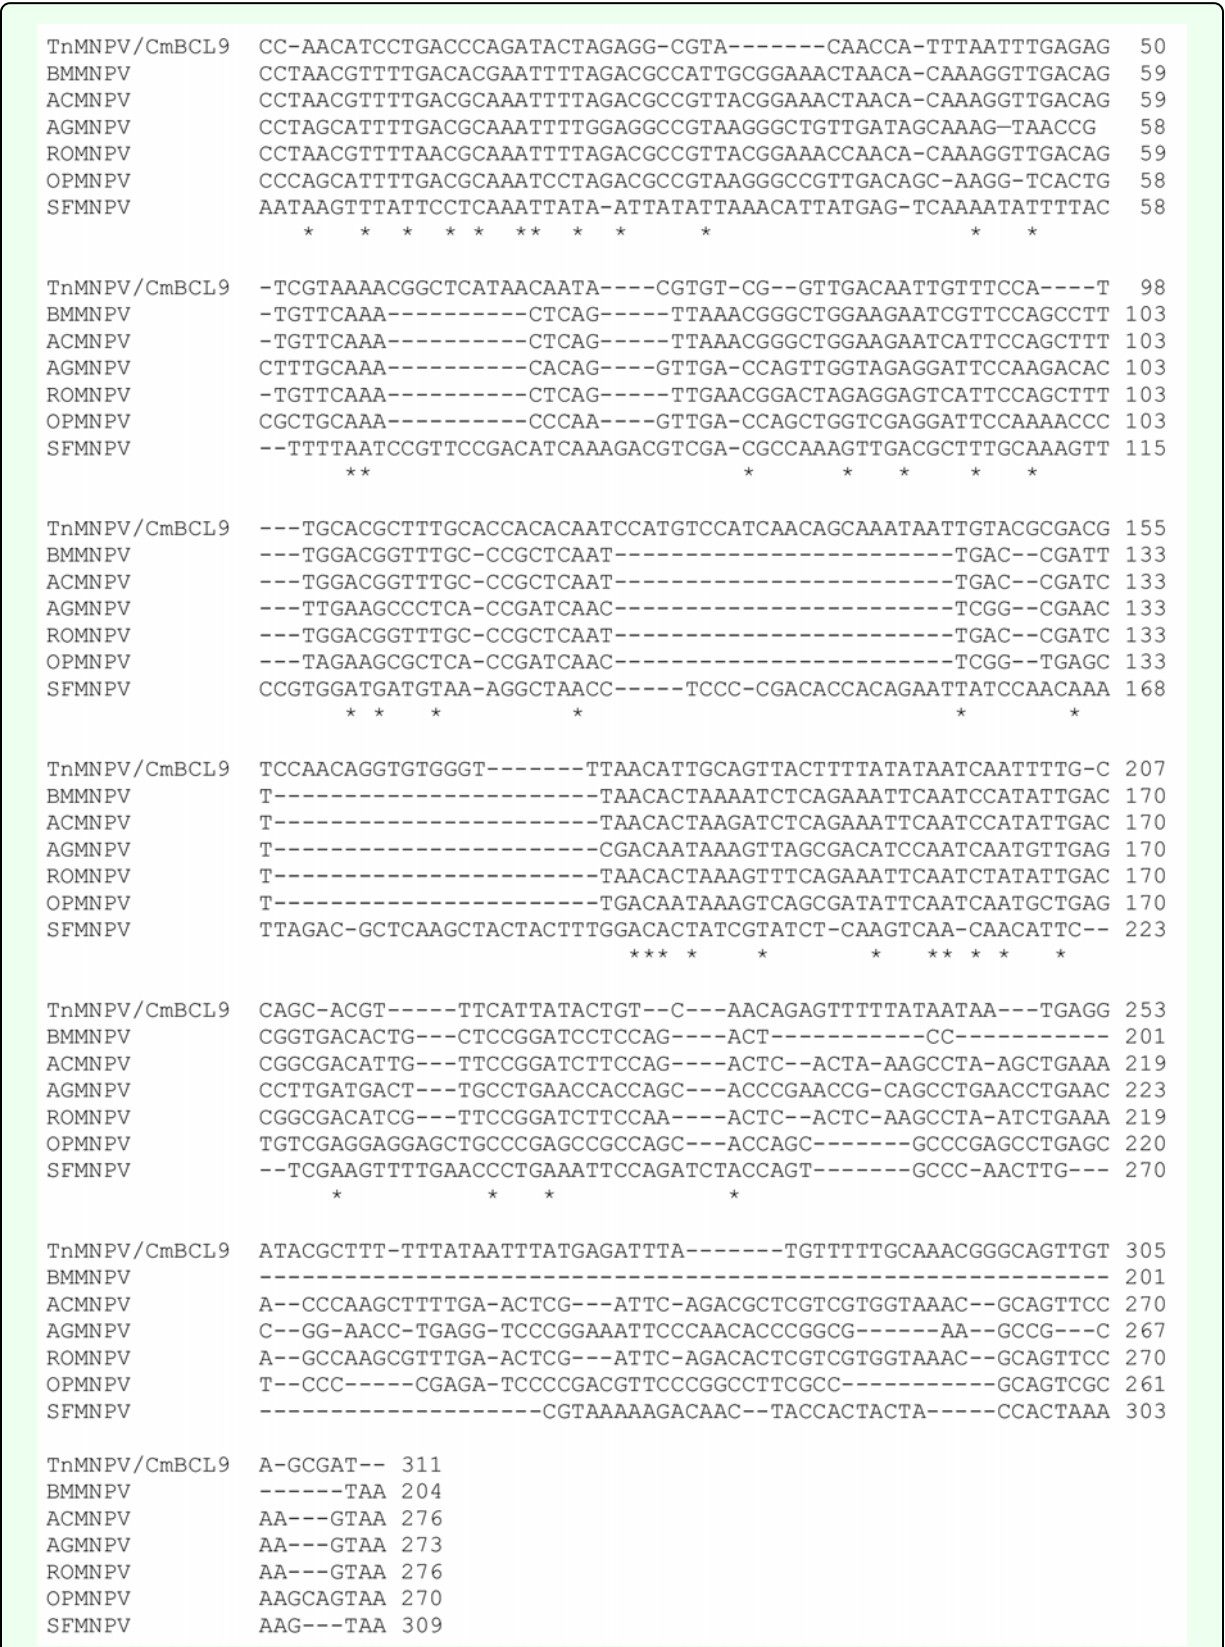 TnMNPV/CmBCL9 CC-AACATCCTGACCCAGATACTAGAGG-CGTA-------CAACCA-TTTAATTTGAGAG 50
BMMNPV CCTAACGTTTTGACACGAATTTTAGACGCCATTGCGGAAACTAACA-CAAAGGTTGACAG 59
ACMNPV CCTAACGTTTTGACGCAAATTTTAGACGCCGTTACGGAAACTAACA-CAAAGGTTGACAG 59
AGMNPV CCTAGCATTTTGACGCAAATTTTGGAGGCCGTAAGGGCTGTTGATAGCAAAG—TAACCG 58
ROMNPV CCTAACGTTTTAACGCAAATTTTAGACGCCGTTACGGAAACCAACA-CAAAGGTTGACAG 59
OPMNPV CCCAGCATTTTGACGCAAATCCTAGACGCCGTAAGGGCCGTTGACAGC-AAGG-TCACTG 58
SFMNPV AATAAGTTTATTCCTCAAATTATA-ATTATATTAAACATTATGAG-TCAAAATATTTTAC 58
* * * * * ** * * * * *
TnMNPV/CmBCL9 -TCGTAAAACGGCTCATAACAATA----CGTGT-CG--GTTGACAATTGTTTCCA----T 98
BMMNPV -TGTTCAAA----------CTCAG-----TTAAACGGGCTGGAAGAATCGTTCCAGCCTT 103
ACMNPV -TGTTCAAA----------CTCAG-----TTAAACGGGCTGGAAGAATCATTCCAGCTTT 103
AGMNPV CTTTGCAAA----------CACAG----GTTGA-CCAGTTGGTAGAGGATTCCAAGACAC 103
ROMNPV -TGTTCAAA----------CTCAG-----TTGAACGGACTAGAGGAGTCATTCCAGCTTT 103
OPMNPV CGCTGCAAA----------CCCAA----GTTGA-CCAGCTGGTCGAGGATTCCAAAACCC 103
SFMNPV --TTTTAATCCGTTCCGACATCAAAGACGTCGA-CGCCAAAGTTGACGCTTTGCAAAGTT 115
** * * * * *
TnMNPV/CmBCL9 ---TGCACGCTTTGCACCACACAATCCATGTCCATCAACAGCAAATAATTGTACGCGACG 155
BMMNPV ---TGGACGGTTTGC-CCGCTCAAT------------------------TGAC--CGATT 133
ACMNPV ---TGGACGGTTTGC-CCGCTCAAT------------------------TGAC--CGATC 133
AGMNPV ---TTGAAGCCCTCA-CCGATCAAC------------------------TCGG--CGAAC 133
ROMNPV ---TGGACGGTTTGC-CCGCTCAAT------------------------TGAC--CGATC 133
OPMNPV ---TAGAAGCGCTCA-CCGATCAAC------------------------TCGG--TGAGC 133
SFMNPV CCGTGGATGATGTAA-AGGCTAACC-----TCCC-CGACACCACAGAATTATCCAACAAA 168
* * * * * *
TnMNPV/CmBCL9 TCCAACAGGTGTGGGT-------TTAACATTGCAGTTACTTTTATATAATCAATTTTG-C 207
BMMNPV T-----------------------TAACACTAAAATCTCAGAAATTCAATCCATATTGAC 170
ACMNPV T-----------------------TAACACTAAGATCTCAGAAATTCAATCCATATTGAC 170
AGMNPV T-----------------------CGACAATAAAGTTAGCGACATCCAATCAATGTTGAG 170
ROMNPV T-----------------------TAACACTAAAGTTTCAGAAATTCAATCTATATTGAC 170
OPMNPV T-----------------------TGACAATAAAGTCAGCGATATTCAATCAATGCTGAG 170
SFMNPV TTAGAC-GCTCAAGCTACTACTTTGGACACTATCGTATCT-CAAGTCAA-CAACATTC-- 223
*** * * * ** * * *
TnMNPV/CmBCL9 CAGC-ACGT-----TTCATTATACTGT--C---AACAGAGTTTTTATAATAA---TGAGG 253
BMMNPV CGGTGACACTG---CTCCGGATCCTCCAG----ACT-----------CC----------- 201
ACMNPV CGGCGACATTG---TTCCGGATCTTCCAG----ACTC--ACTA-AAGCCTA-AGCTGAAA 219
AGMNPV CCTTGATGACT---TGCCTGAACCACCAGC---ACCCGAACCG-CAGCCTGAACCTGAAC 223
ROMNPV CGGCGACATCG---TTCCGGATCTTCCAA----ACTC--ACTC-AAGCCTA-ATCTGAAA 219
OPMNPV TGTCGAGGAGGAGCTGCCCGAGCCGCCAGC---ACCAGC-------GCCCGAGCCTGAGC 220
SFMNPV --TCGAAGTTTTGAACCCTGAAATTCCAGATCTACCAGT-------GCCC-AACTTG--- 270
* * * *
TnMNPV/CmBCL9 ATACGCTTT-TTTATAATTTATGAGATTTA-------TGTTTTTGCAAACGGGCAGTTGT 305
BMMNPV ------------------------------------------------------------ 201
ACMNPV A--CCCAAGCTTTTGA-ACTCG---ATTC-AGACGCTCGTCGTGGTAAAC--GCAGTTCC 270
AGMNPV C--GG-AACC-TGAGG-TCCCGGAAATTCCCAACACCCGGCG------AA--GCCG---C 267
ROMNPV A--GCCAAGCGTTTGA-ACTCG---ATTC-AGACACTCGTCGTGGTAAAC--GCAGTTCC 270
OPMNPV T--CCC-----CGAGA-TCCCCGACGTTCCCGGCCTTCGCC-----------GCAGTCGC 261
SFMNPV --------------------CGTAAAAAGACAAC--TACCACTACTA-----CCACTAAA 303
TnMNPV/CmBCL9 A-GCGAT-- 311
BMMNPV ------TAA 204
ACMNPV AA---GTAA 276
AGMNPV AA---GTAA 273
ROMNPV AA---GTAA 276
OPMNPV AAGCAGTAA 270
SFMNPV AAG---TAA 309